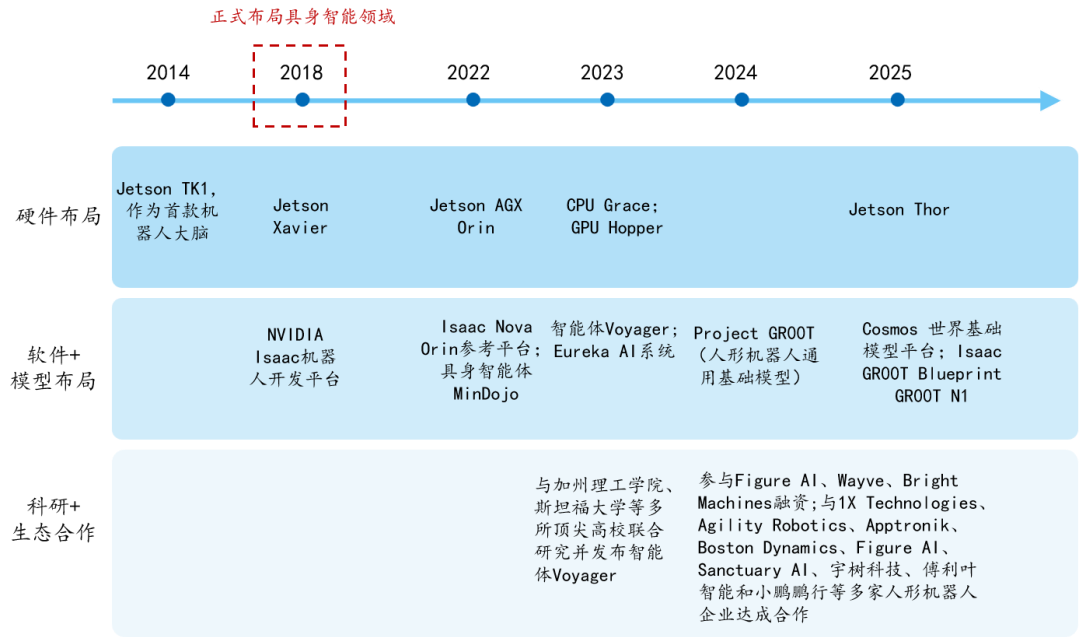 正式布局具身智能领域
2014
2018
2022
2023
2024
2025
硬件布局
Jetson TK1,
作为首款机
器人大脑
Jetson
Xavier
Jetson AGX
Orin
CPU Grace;
GPU Hopper
Jetson Thor
软件+
模型布局
NVIDIA
Isaac机器
人开发平台
Isaac Nova
Orin参考平台;
具身智能体
MinDojo
智能体Voyager;
Eureka AI系统
Project GROOT
（人形机器人通
用基础模型）
Cosmos 世界基础
模型平台; Isaac
GROOT Blueprint
GROOT N1
科研+
生态合作
与加州理工学院、
斯坦福大学等多
所顶尖高校联合
研究并发布智能
体Voyager
参与Figure AI、Wayve、Bright
Machines融资;与1X Technologies、
Agility Robotics、Apptronik、
Boston Dynamics、Figure AI、
Sanctuary AI、宇树科技、傅利叶
智能和小鹏鹏行等多家人形机器人
企业达成合作